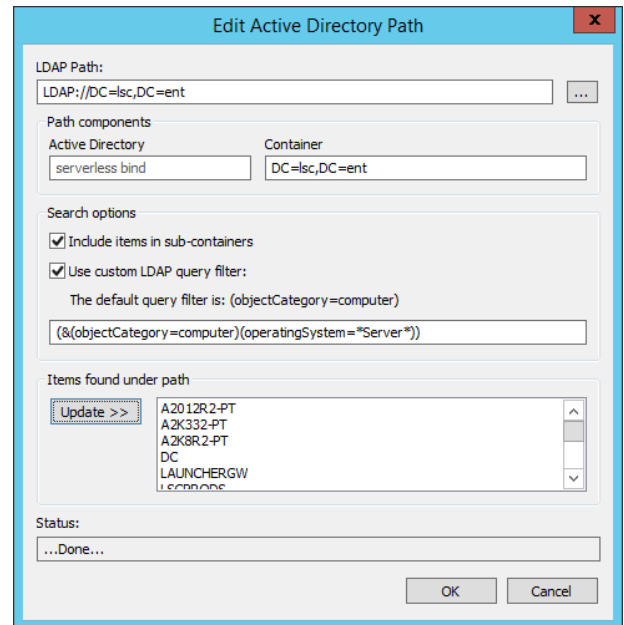 Edit Active Directory Path
x
LDAP Path:
LDAP://DC=lsc,DC=ent
...
Path components
Active Directory
Container
serverless bind
DC=lsc,DC=ent
Search options
Include items in sub-containers
Use custom LDAP query filter:
The default query filter is: (objectCategory=computer)
(&(objectCategory=computer)(operatingSystem=*Server*))
Items found under path
Update >>
A2012R2-PT
A2K332-PT
A2K8R2-PT
DC
LAUNCHERGW
Status:
...Done...
OK
Cancel